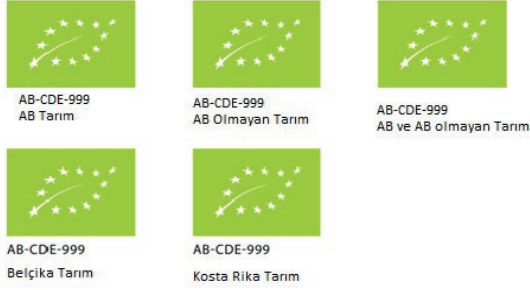 AB-CDE-999
AB Tarım
AB-CDE-999
AB Olmayan Tarım
AB-CDE-999
AB ve AB olmayan Tarım
AB-CDE-999
Belçika Tarım
AB-CDE-999
Kosta Rika Tarım